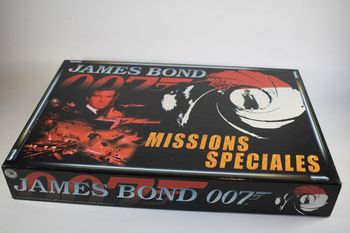 JAMES BOND
007
MISSIONS
SPECIALES
JAMES BOND 007